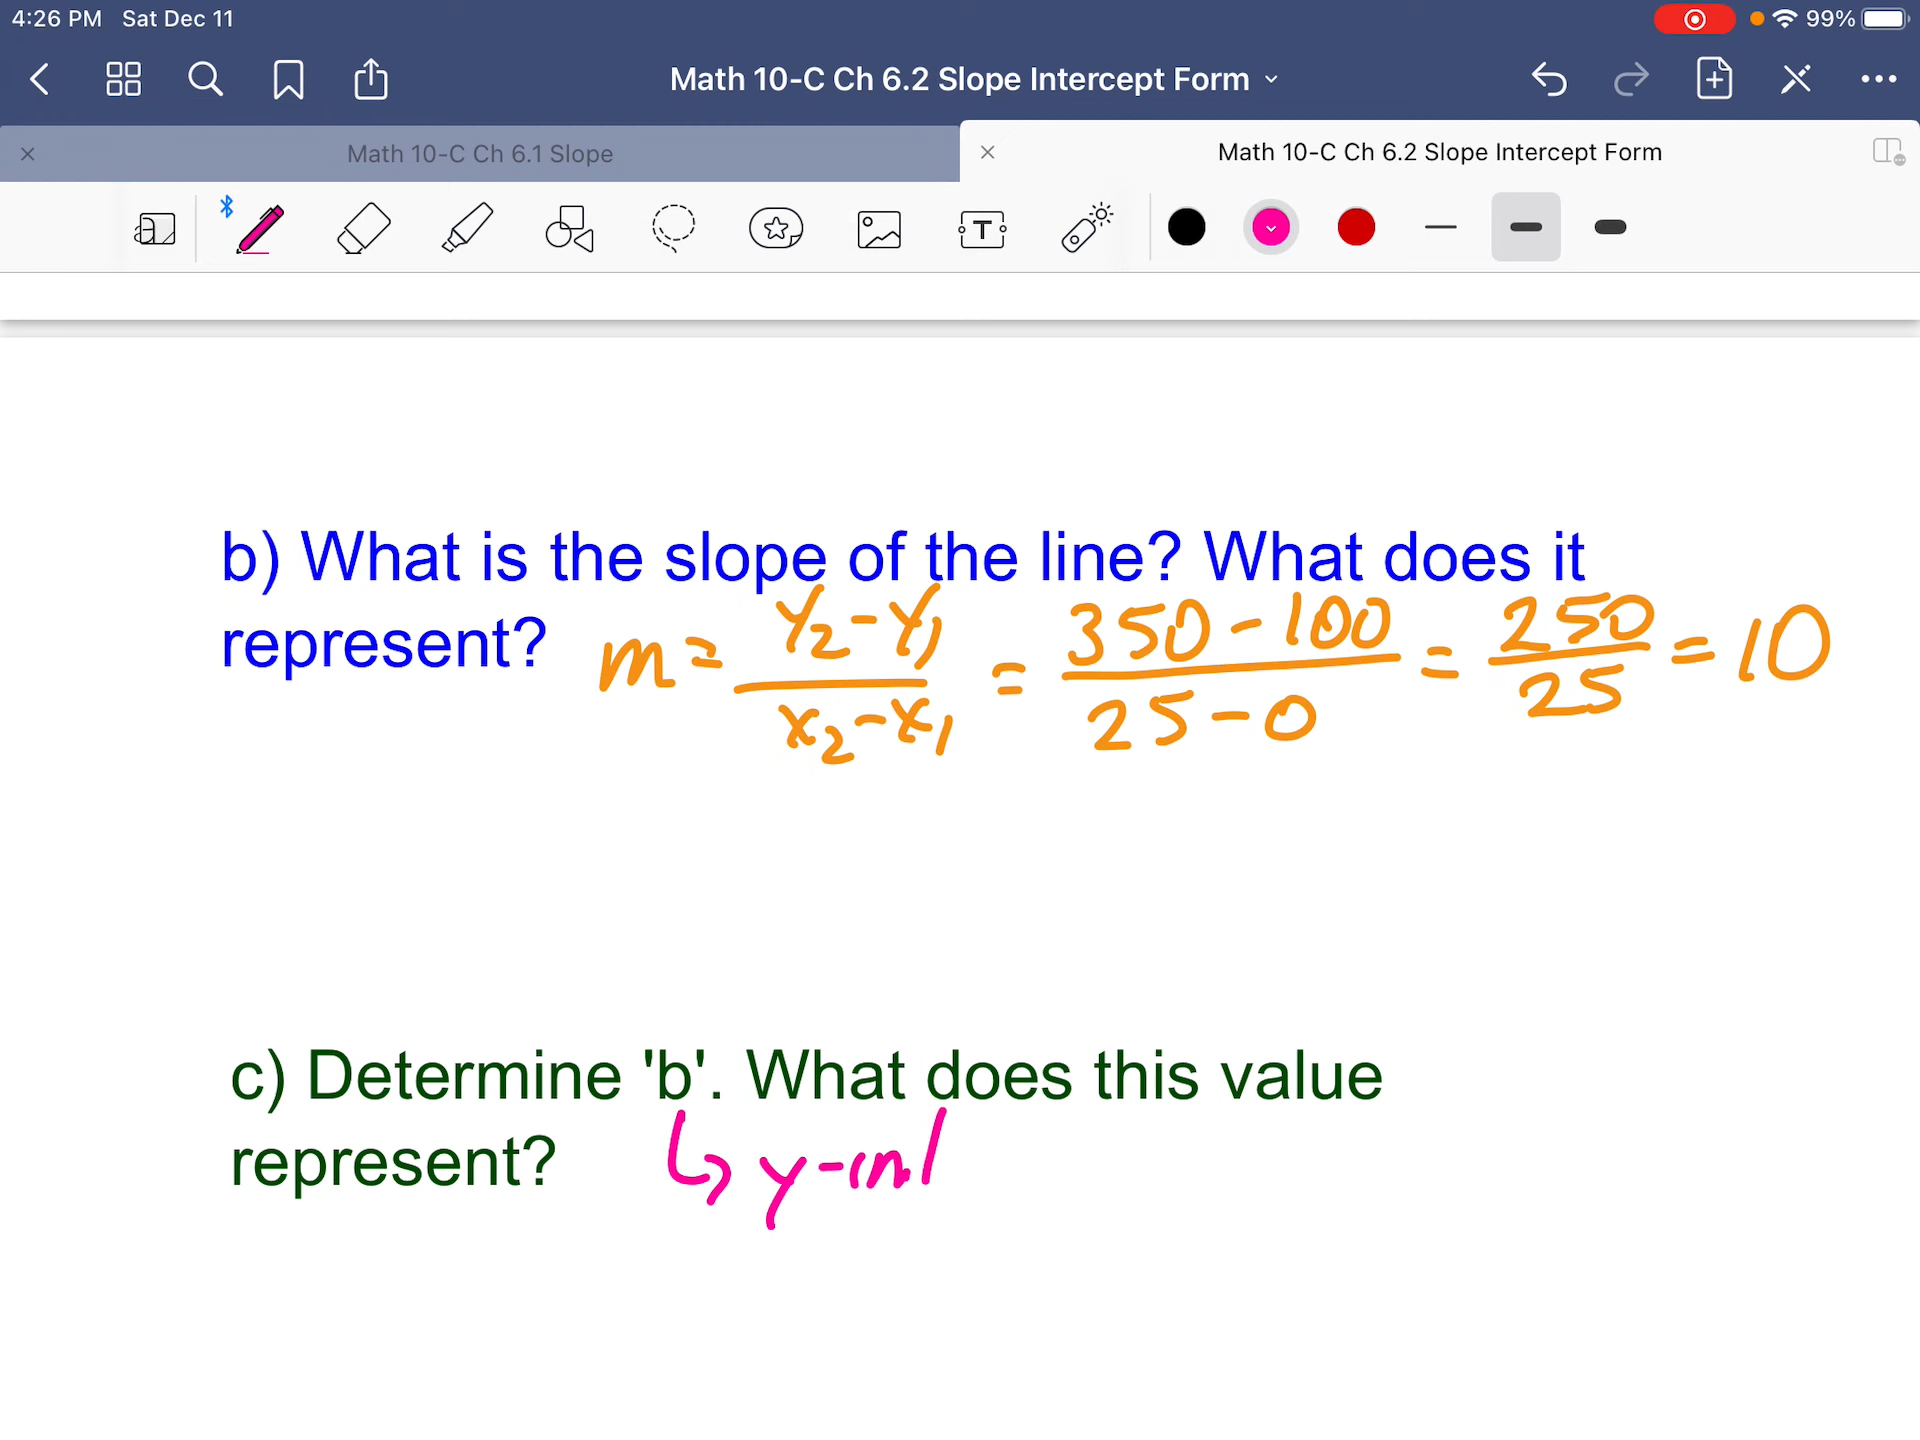 4:26 PM Sat Dec 11
99%
Math 10-C Ch 6.2 Slope Intercept Form
Math 10-C Ch 6.1 Slope
Math 10-C Ch 6.2 Slope Intercept Form
b) What is the slope of the line? What does it
represent? m = (y₂-y₁)/(x₂-x₁) = (350-100)/(25-0) = 250/25 = 10
c) Determine 'b'. What does this value
represent? ↳ y-inl